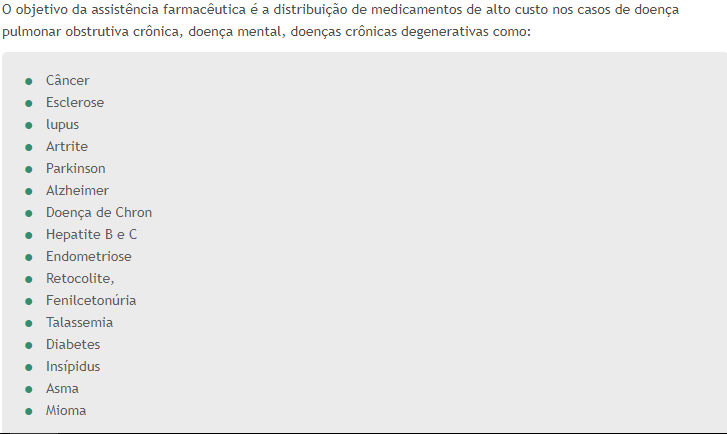 O objetivo da assistência farmacêutica é a distribuição de medicamentos de alto custo nos casos de doença
pulmonar obstrutiva crônica, doença mental, doenças crônicas degenerativas como:
Câncer
Esclerose
lupus
Artrite
Parkinson
Alzheimer
Doença de Chron
Hepatite B e C
Endometriose
Retocolite,
Fenilcetonúria
Talassemia
Diabetes
Insípidus
Asma
Mioma